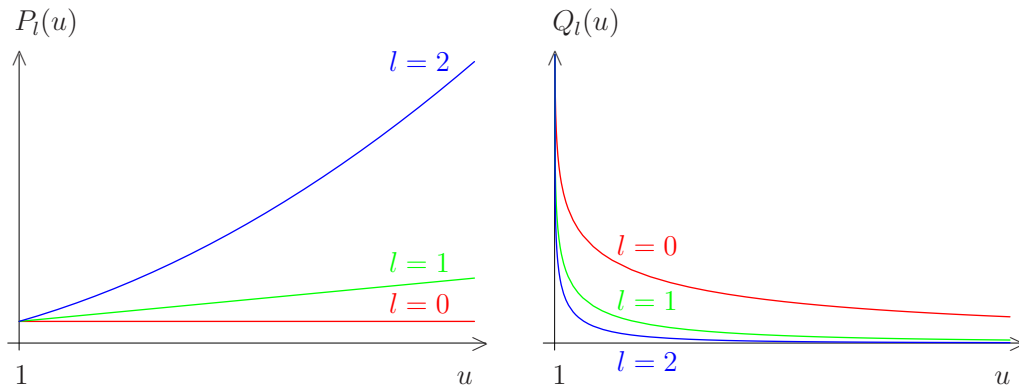 P_l(u)
l = 2
l = 1
l = 0
1
u
Q_l(u)
l = 0
l = 1
l = 2
1
u